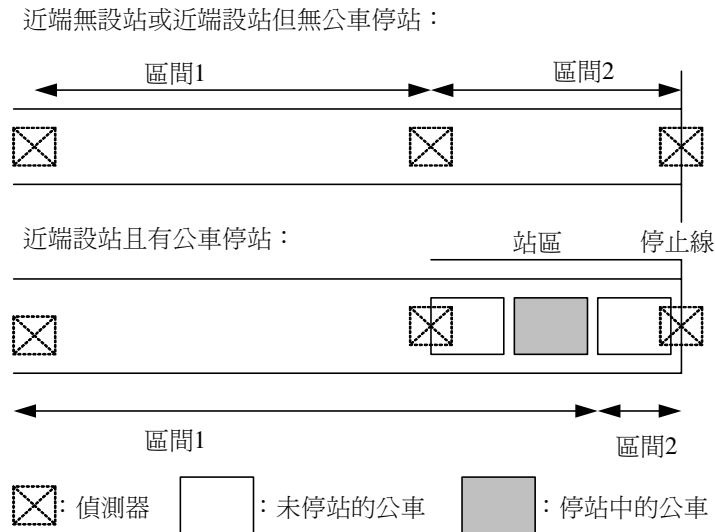 近端無設站或近端設站但無公車停站：
區間1
區間2
近端設站且有公車停站：
站區
停止線
區間1
區間2
：偵測器
：未停站的公車
：停站中的公車